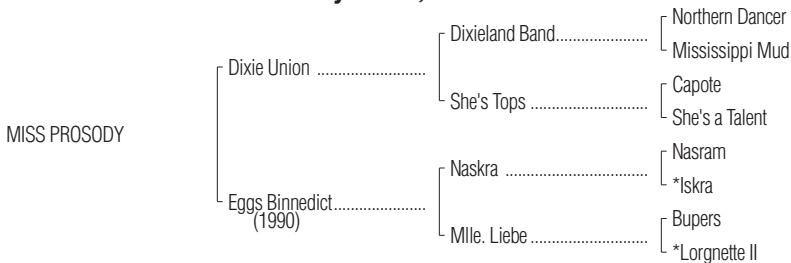 Northern Dancer
Dixieland Band
Mississippi Mud
Dixie Union
Capote
She's Tops
She's a Talent
MISS PROSODY
Nasram
Naskra
*Iskra
Eggs Binnedict
(1990)
Bupers
Mlle. Liebe
*Lorgnette II